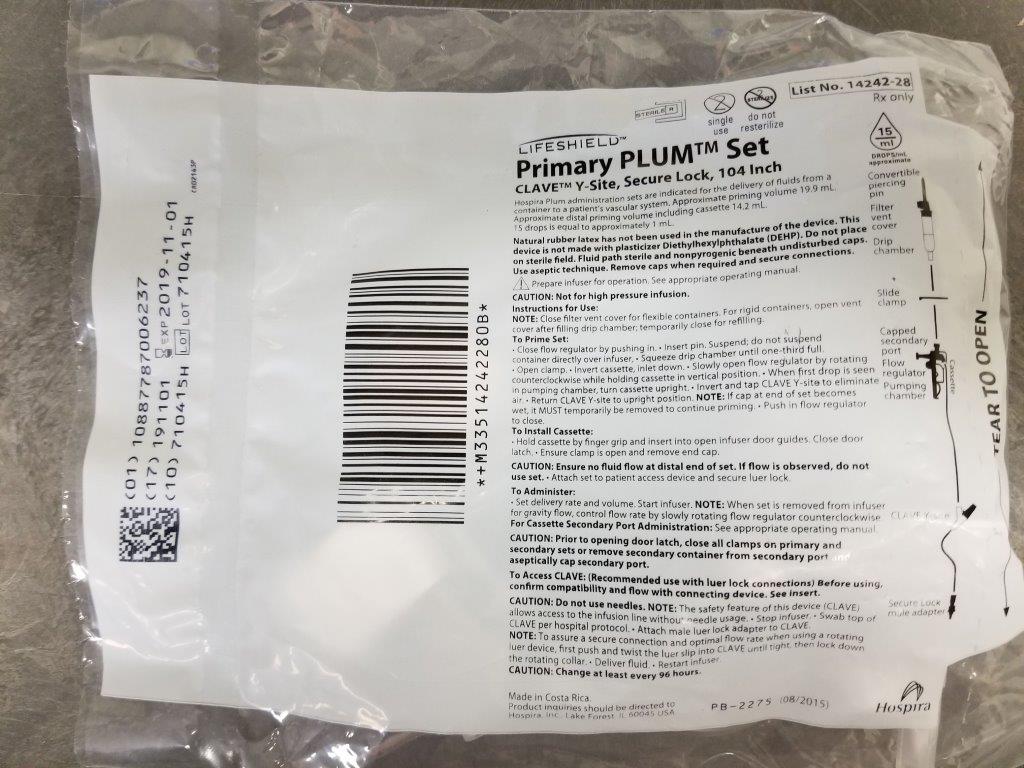 List No. 14242-28
Rx only
STERILE R
single use
do not resterilize
15 ml
DROPS/mL approximate
LIFESHIELD™
Primary PLUM™ Set
CLAVE™ Y-Site, Secure Lock, 104 Inch
Hospira Plum administration sets are indicated for the delivery of fluids from a
container to a patient's vascular system. Approximate priming volume 19.9 mL.
Approximate distal priming volume including cassette 14.2 mL.
15 drops is equal to approximately 1 mL.
Natural rubber latex has not been used in the manufacture of the device. This
device is not made with plasticizer Diethylhexylphthalate (DEHP). Do not place
on sterile field. Fluid path sterile and nonpyrogenic beneath undisturbed caps.
Use aseptic technique. Remove caps when required and secure connections.
Prepare infuser for operation. See appropriate operating manual.
CAUTION: Not for high pressure infusion.
Instructions for Use:
NOTE: Close filter vent cover for flexible containers. For rigid containers, open vent
cover after filling drip chamber; temporarily close for refilling.
To Prime Set:
• Close flow regulator by pushing in. • Insert pin. Suspend; do not suspend
container directly over infuser. • Squeeze drip chamber until one-third full.
• Open clamp. • Invert cassette, inlet down. • Slowly open flow regulator by rotating
counterclockwise while holding cassette in vertical position. • When first drop is seen
in pumping chamber, turn cassette upright. • Invert and tap CLAVE Y-site to eliminate
air. • Return CLAVE Y-site to upright position. NOTE: If cap at end of set becomes
wet, it MUST temporarily be removed to continue priming. • Push in flow regulator
to close.
To Install Cassette:
• Hold cassette by finger grip and insert into open infuser door guides. Close door
latch. • Ensure clamp is open and remove end cap.
CAUTION: Ensure no fluid flow at distal end of set. If flow is observed, do not
use set. • Attach set to patient access device and secure luer lock.
To Administer:
• Set delivery rate and volume. Start infuser. NOTE: When set is removed from infuser
for gravity flow, control flow rate by slowly rotating flow regulator counterclockwise
For Cassette Secondary Port Administration: See appropriate operating manual.
CAUTION: Prior to opening door latch, close all clamps on primary and
secondary sets or remove secondary container from secondary port and
aseptically cap secondary port.
To Access CLAVE: (Recommended use with luer lock connections) Before using,
confirm compatibility and flow with connecting device. See insert.
CAUTION: Do not use needles. NOTE: The safety feature of this device (CLAVE)
allows access to the infusion line without needle usage. • Stop infuser. • Swab top of
CLAVE per hospital protocol. • Attach male luer lock adapter to CLAVE.
NOTE: To assure a secure connection and optimal flow rate when using a rotating
luer device, first push and twist the luer slip into CLAVE until tight, then lock down
the rotating collar. • Deliver fluid. • Restart infuser.
CAUTION: Change at least every 96 hours.
Made in Costa Rica.
Product inquiries should be directed to
Hospira, Inc., Lake Forest, IL 60045 USA
PB-2275 (08/2015)
Hospira
Convertible
piercing
pin
Filter
vent
cover
Drip
chamber
Slide
clamp
Capped
secondary
port
Flow
regulator
Pumping
chamber
Cassette
CLAVE Y-site
Secure Lock
male adapter
TEAR TO OPEN
*+M33514242280B*
(01) 10887787006237
(17) 191101 EXP 2019-11-01
(10) 710415H LOT LOT 710415H